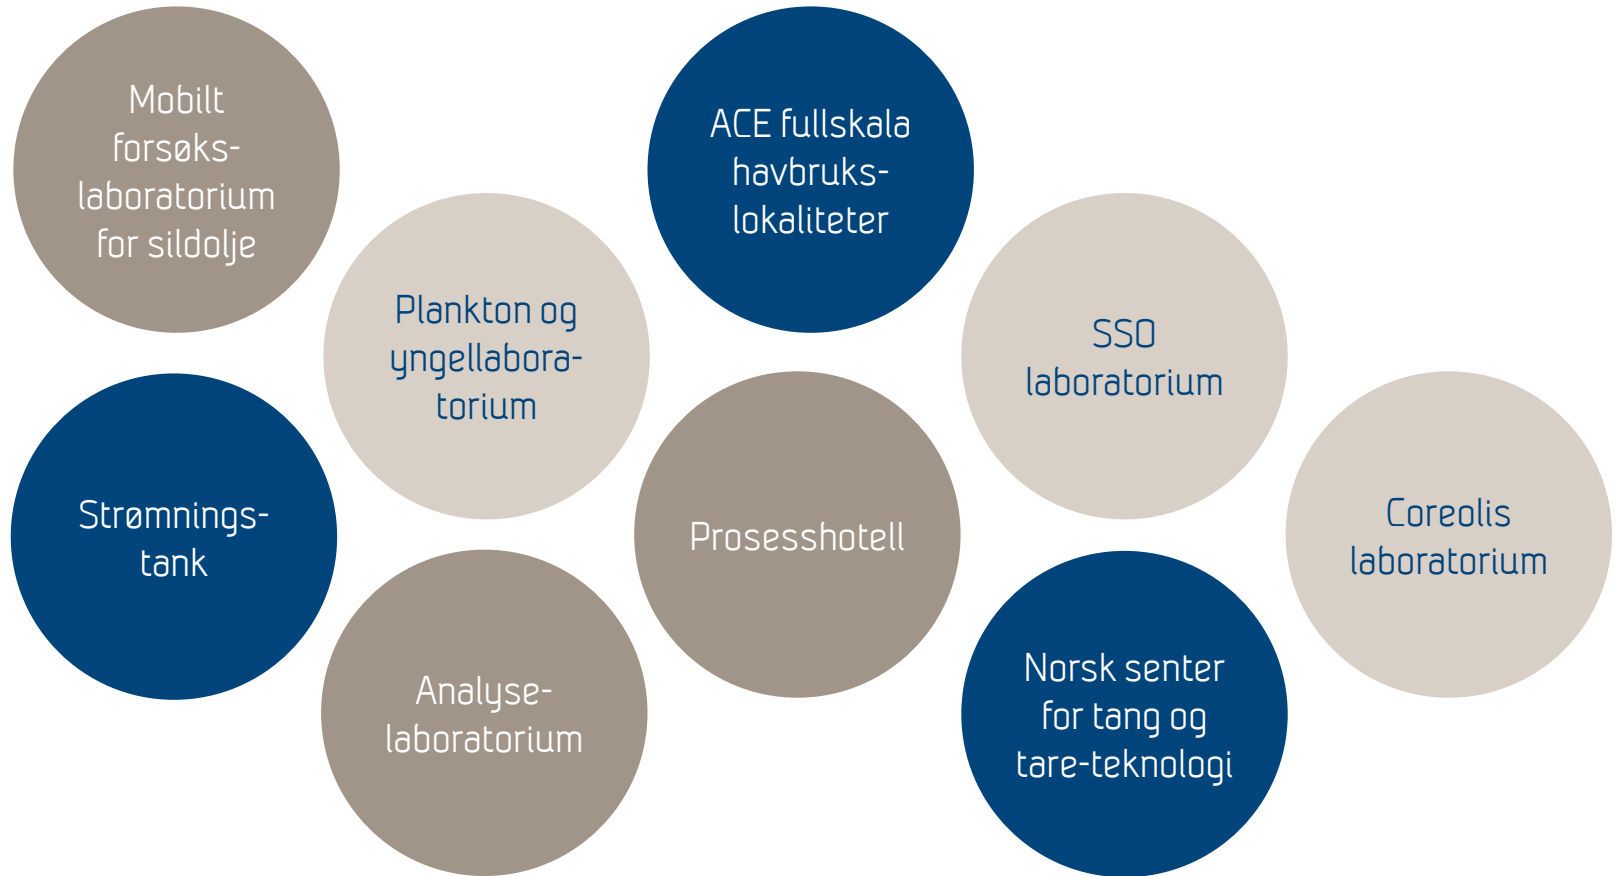 Mobilt
forsøks-
laboratorium
for sildolje
ACE fullskala
havbruks-
lokaliteter
Plankton og
yngellabora-
torium
SSO
laboratorium
Strømnings-
tank
Prosesshotell
Coreolis
laboratorium
Analyse-
laboratorium
Norsk senter
for tang og
tare-teknologi